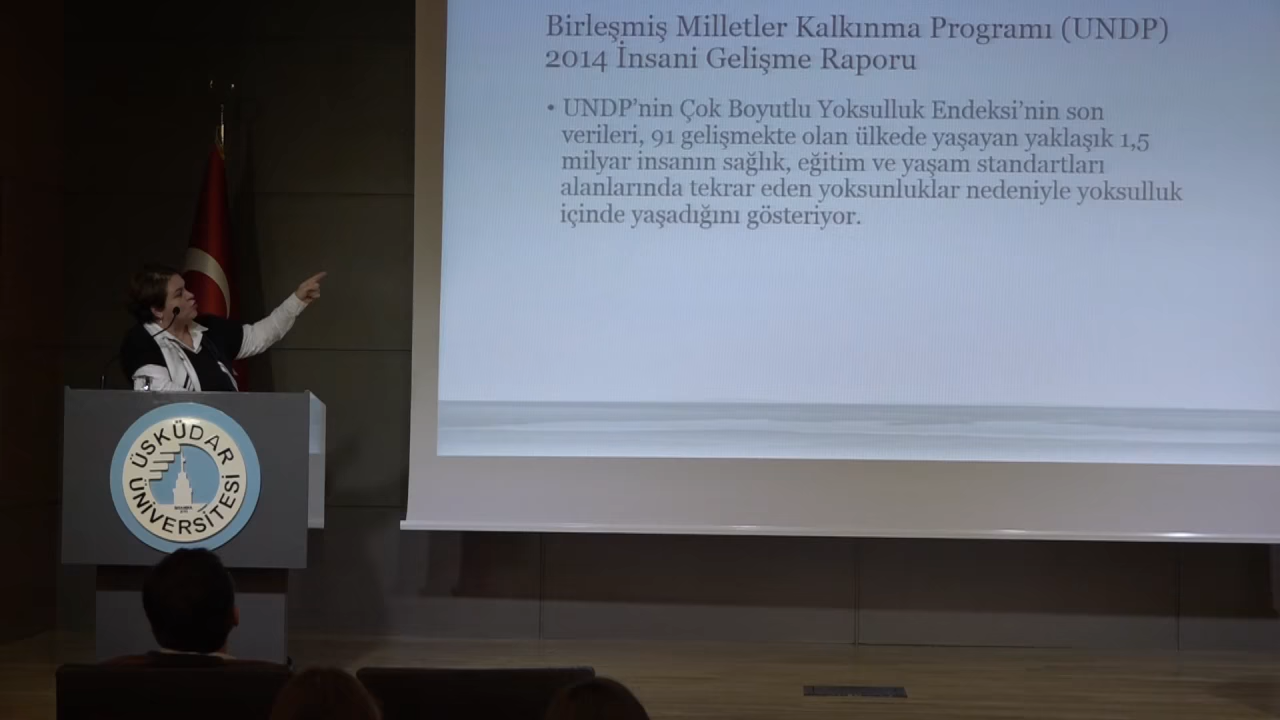 Birleşmiş Milletler Kalkınma Programı (UNDP)
2014 İnsani Gelişme Raporu
• UNDP’nin Çok Boyutlu Yoksulluk Endeksi’nin son
verileri, 91 gelişmekte olan ülkede yaşayan yaklaşık 1,5
milyar insanın sağlık, eğitim ve yaşam standartları
alanlarında tekrar eden yoksunluklar nedeniyle yoksulluk
içinde yaşadığını gösteriyor.
ÜSKÜDAR
ÜNİVERSİTESİ